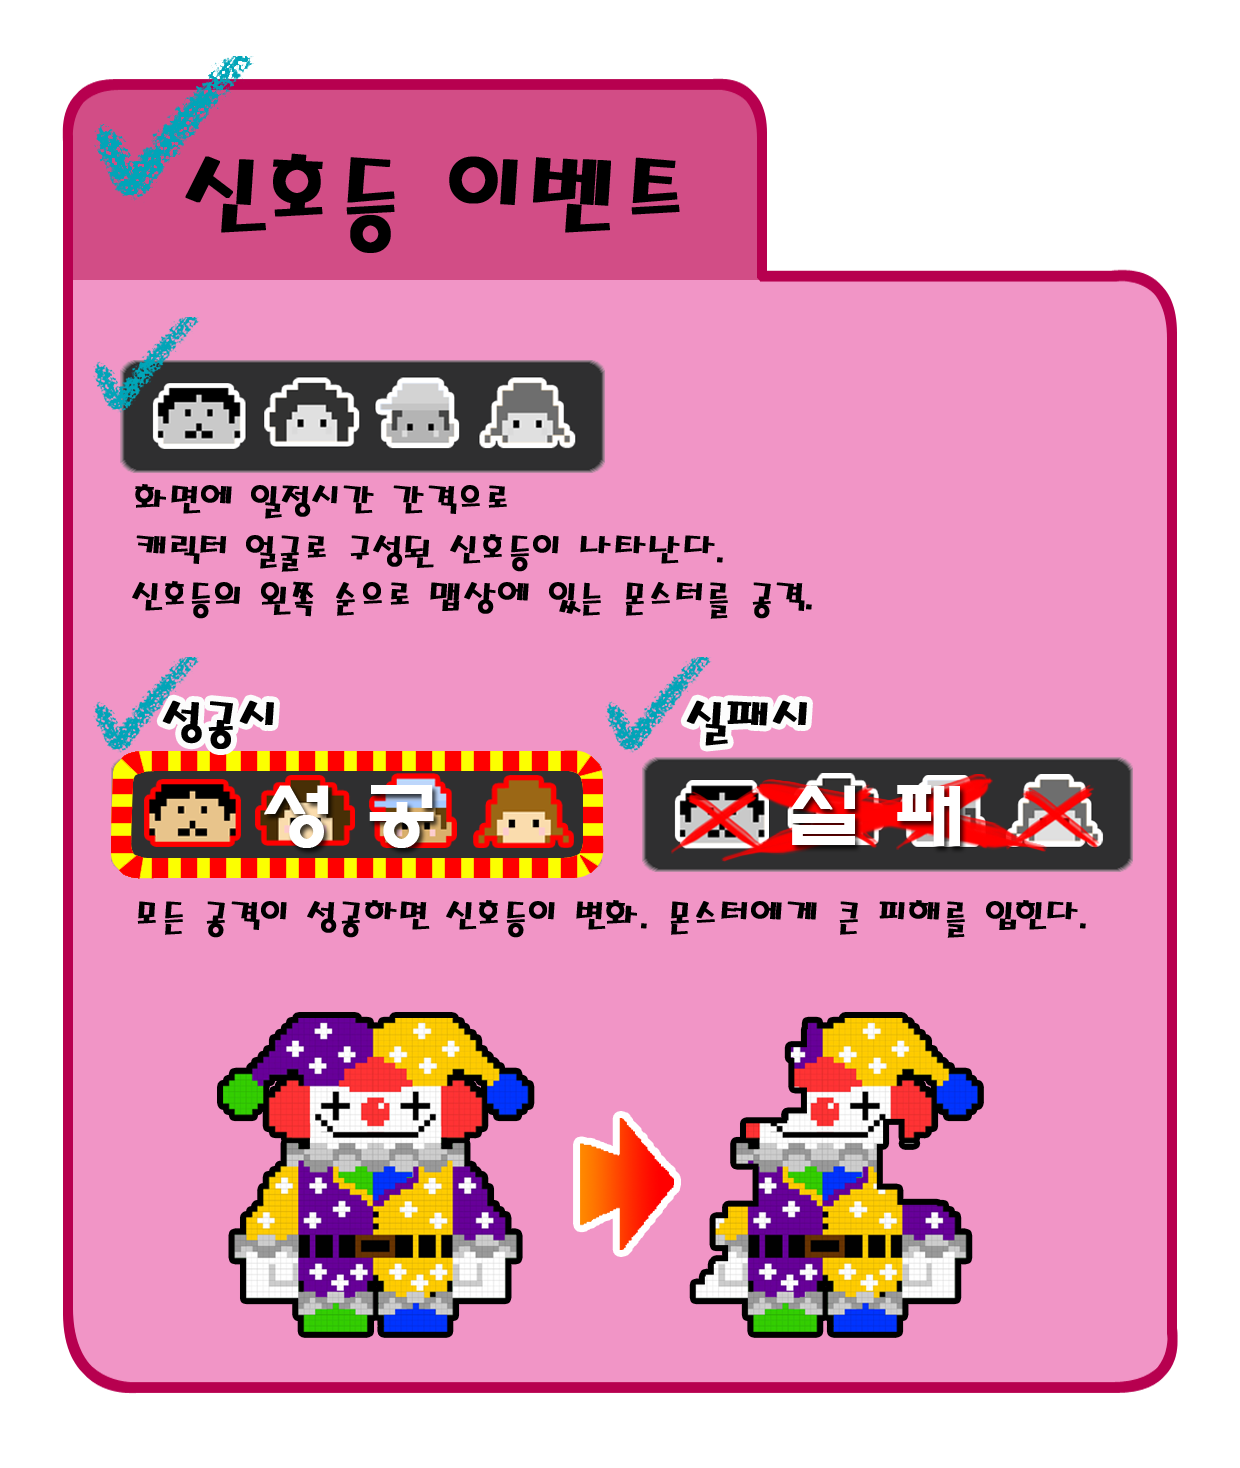 신호등 이벤트
화면에 일정시간 간격으로
캐릭터 얼굴로 구성된 신호등이 나타난다.
신호등의 왼쪽 순으로 맵상에 있는 몬스터를 공격.
성공시
실패시
성공
실패
모든 공격이 성공하면 신호등이 변화. 몬스터에게 큰 피해를 입힌다.